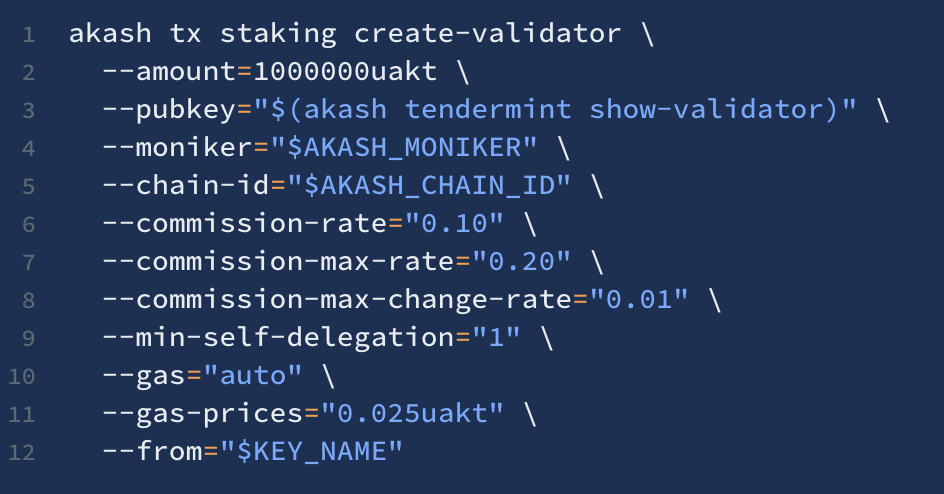 1 akash tx staking create-validator \
2 --amount=1000000uakt \
3 --pubkey="$(akash tendermint show-validator)" \
4 --moniker="$AKASH_MONIKER" \
5 --chain-id="$AKASH_CHAIN_ID" \
6 --commission-rate="0.10" \
7 --commission-max-rate="0.20" \
8 --commission-max-change-rate="0.01" \
9 --min-self-delegation="1" \
10 --gas="auto" \
11 --gas-prices="0.025uakt" \
12 --from="$KEY_NAME"